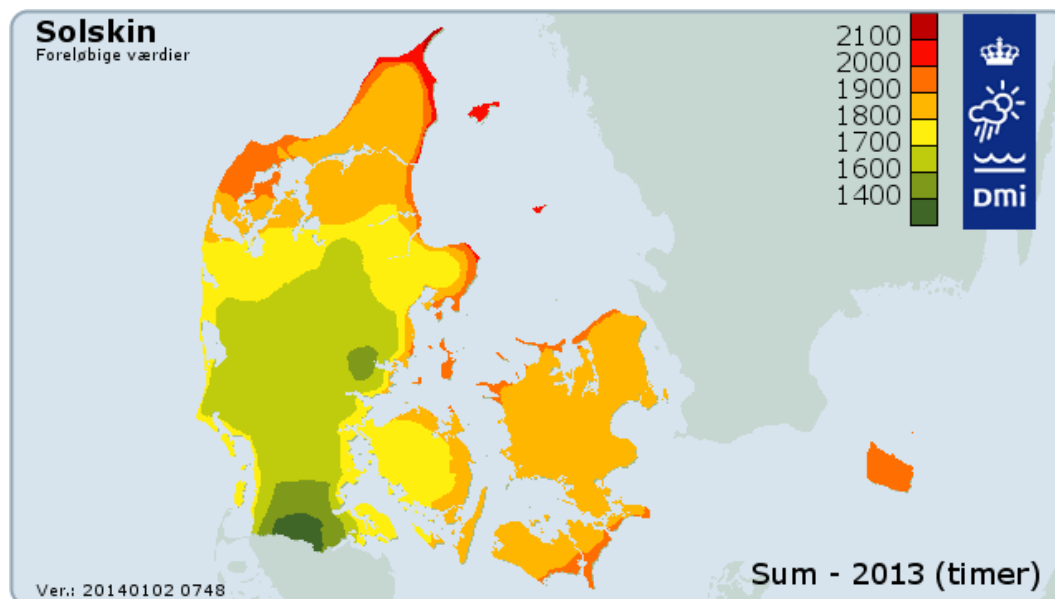 Solskin
Foreløbige værdier
2100
2000
1900
1800
1700
1600
1400
DMI
Sum - 2013 (timer)
Ver.: 20140102 0748